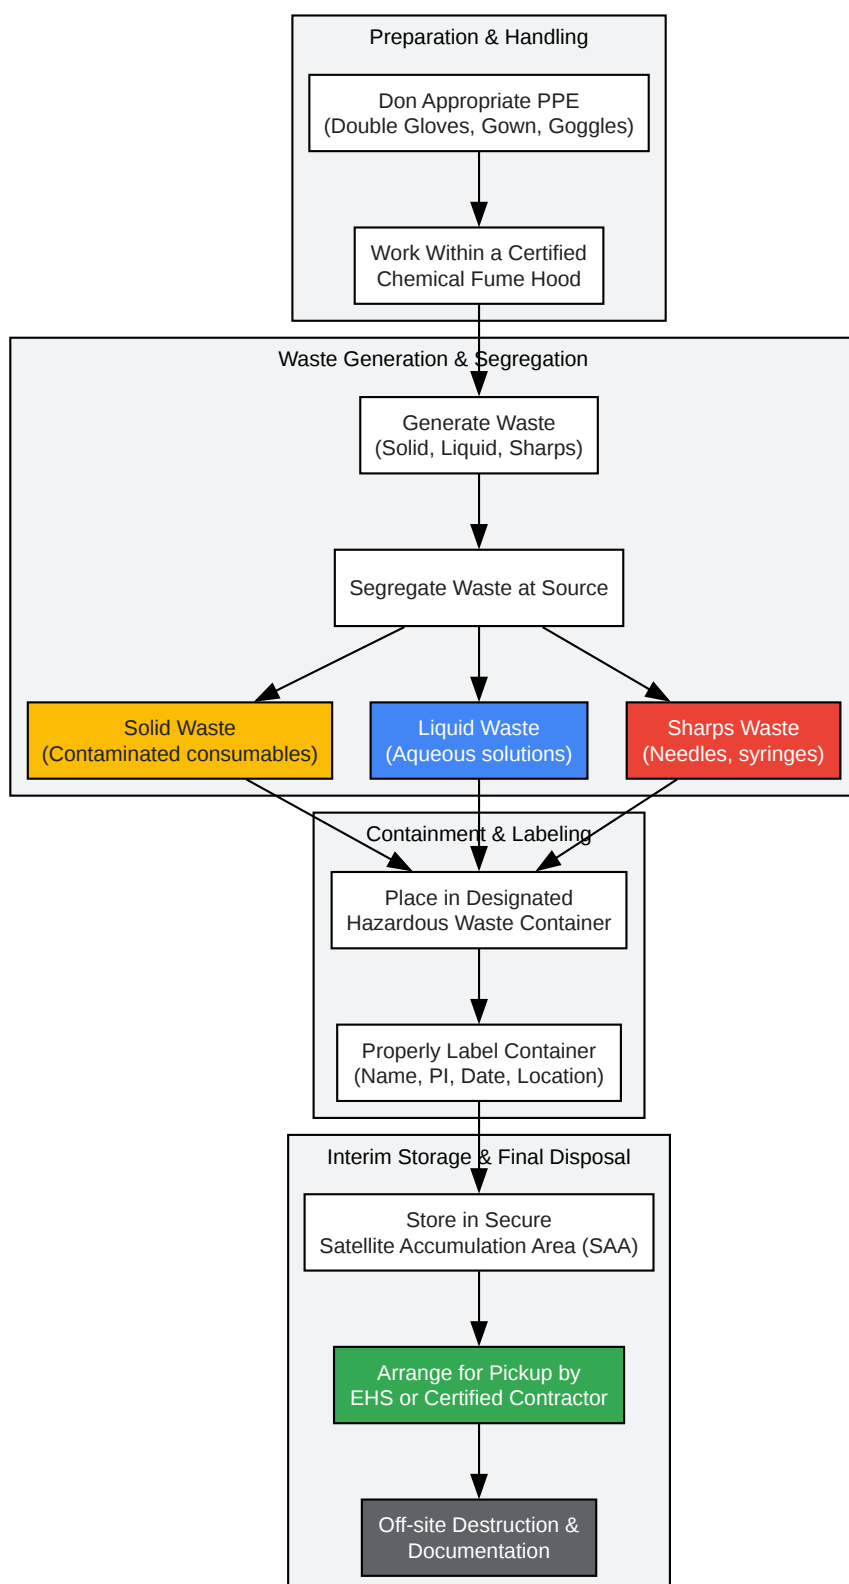 Preparation & Handling
Don Appropriate PPE
(Double Gloves, Gown, Goggles)
Work Within a Certified
Chemical Fume Hood
Waste Generation & Segregation
Generate Waste
(Solid, Liquid, Sharps)
Segregate Waste at Source
Solid Waste
(Contaminated consumables)
Liquid Waste
(Aqueous solutions)
Sharps Waste
(Needles, syringes)
Containment & Labeling
Place in Designated
Hazardous Waste Container
Properly Label Container
(Name, PI, Date, Location)
Interim Storage & Final Disposal
Store in Secure
Satellite Accumulation Area (SAA)
Arrange for Pickup by
EHS or Certified Contractor
Off-site Destruction &
Documentation